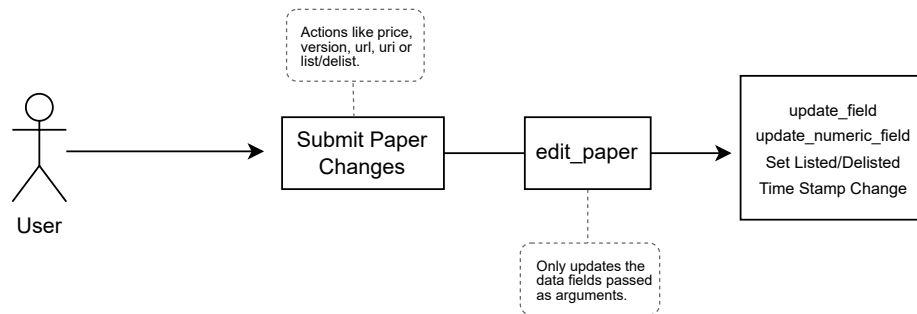 Actions like price,
version, url, uri or
list/delist.
User
Submit Paper
Changes
edit_paper
Only updates the
data fields passed
as arguments.
update_field
update_numeric_field
Set Listed/Delisted
Time Stamp Change